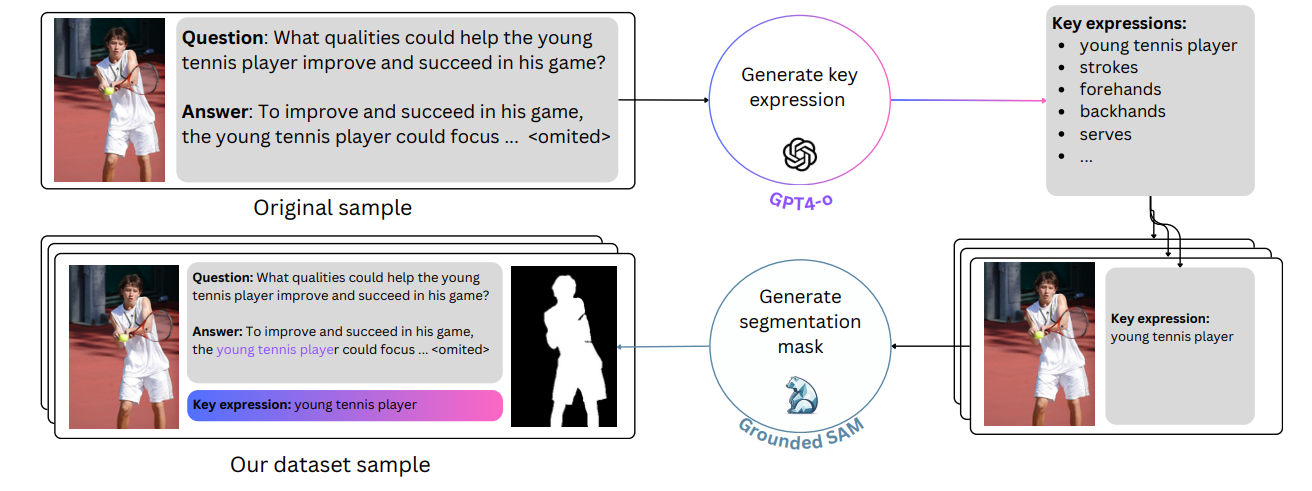 Question: What qualities could help the young
tennis player improve and succeed in his game?
Answer: To improve and succeed in his game,
the young tennis player could focus ... <omited>
Original sample
Generate key
expression
GPT4-o
Key expressions:
• young tennis player
• strokes
• forehands
• backhands
• serves
• ...
Question: What qualities could help the young
tennis player improve and succeed in his game?
Answer: To improve and succeed in his game,
the young tennis player could focus ... <omited>
Key expression: young tennis player
Our dataset sample
Generate
segmentation
mask
Grounded SAM
Key expression:
young tennis player